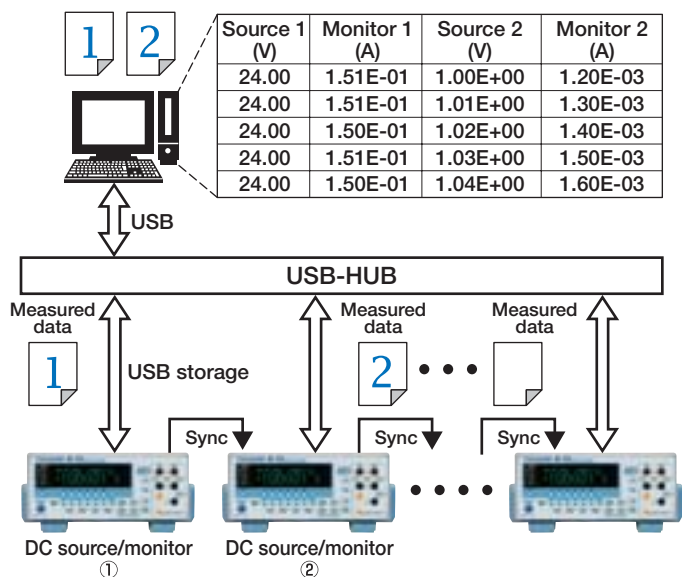 1 2
Source 1 Monitor 1 Source 2 Monitor 2
(V) (A) (V) (A)
24.00 1.51E-01 1.00E+00 1.20E-03
24.00 1.51E-01 1.01E+00 1.30E-03
24.00 1.50E-01 1.02E+00 1.40E-03
24.00 1.51E-01 1.03E+00 1.50E-03
24.00 1.50E-01 1.04E+00 1.60E-03
USB
USB-HUB
Measured Measured Measured
data data data
1 2
USB storage
Sync Sync Sync
DC source/monitor DC source/monitor
① ②